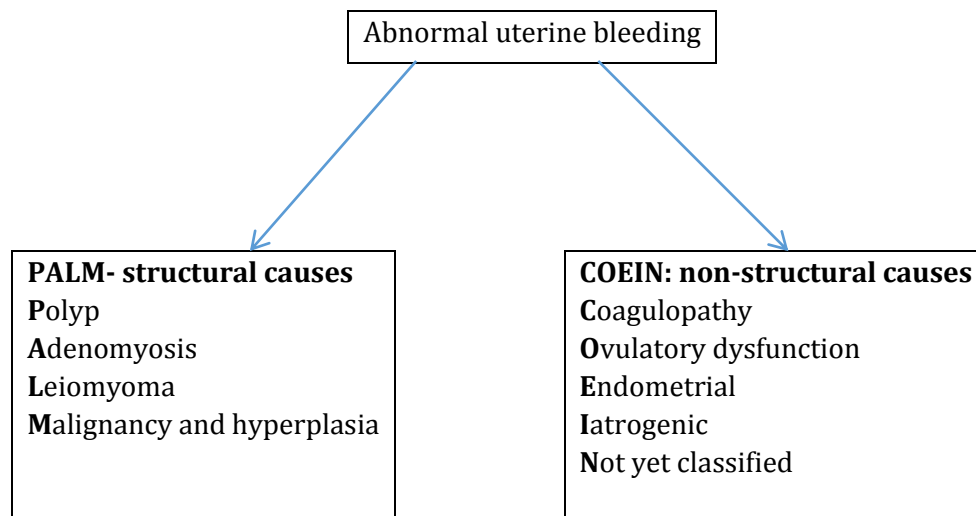 Abnormal uterine bleeding
PALM- structural causes
Polyp
Adenomyosis
Leiomyoma
Malignancy and hyperplasia
COEIN: non-structural causes
Coagulopathy
Ovulatory dysfunction
Endometrial
Iatrogenic
Not yet classified